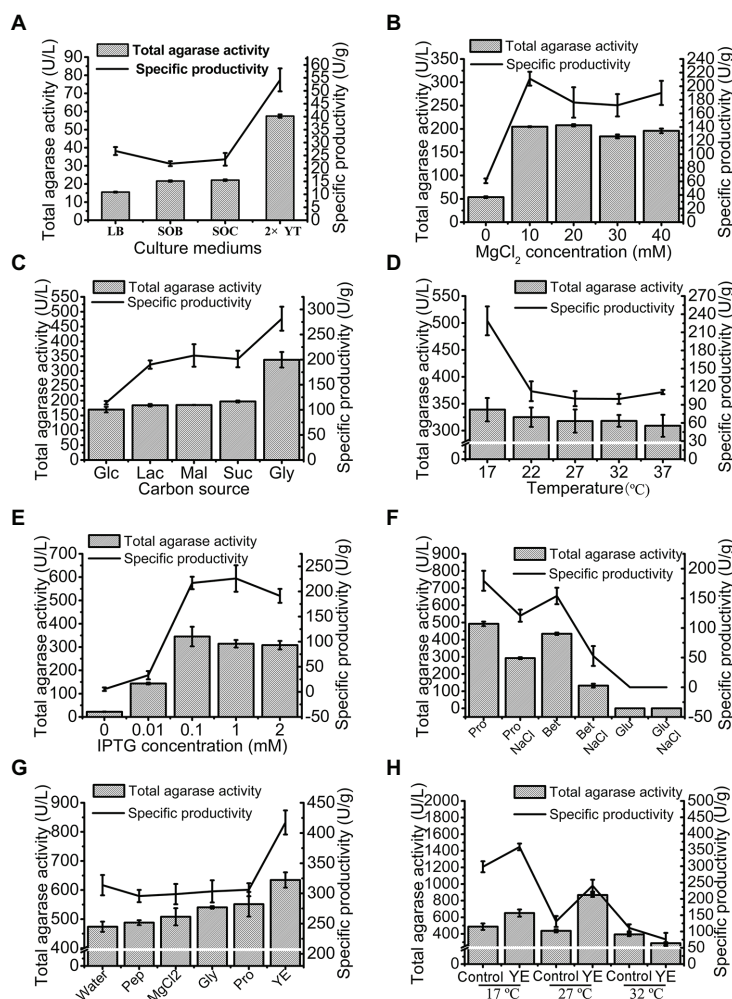 A
Total agarase activity
Specific productivity
Total agarase activity (U/L)
90
80
70
60
50
40
30
20
10
0
Specific productivity (U/g)
60
55
50
45
40
35
30
25
20
15
10
5
0
LB SOB SOC 2× YT
Culture mediums
B
Total agarase activity
Specific productivity
Total agarase activity (U/L)
350
300
250
200
150
100
50
0
Specific productivity (U/g)
240
220
200
180
160
140
120
100
80
60
40
20
0
0 10 20 30 40
MgCl2 concentration (mM)
C
Total agarase activity
Specific productivity
Total agarase activity (U/L)
550
500
450
400
350
300
250
200
150
100
50
0
Specific productivity (U/g)
300
250
200
150
100
50
0
Glc Lac Mal Suc Gly
Carbon source
D
Total agarase activity
Specific productivity
Total agarase activity (U/L)
550
500
450
400
350
300
0
Specific productivity (U/g)
270
240
210
180
150
120
90
60
30
0
17 22 27 32 37
Temperature(ºC)
E
Total agarase activity
Specific productivity
Total agarase activity (U/L)
700
600
500
400
300
200
100
0
Specific productivity (U/g)
250
200
150
100
50
0
-50
0 0.01 0.1 1 2
IPTG concentration (mM)
F
Total agarase activity
Specific productivity
Total agarase activity (U/L)
900
800
700
600
500
400
300
200
100
0
Specific productivity (U/g)
200
150
100
50
0
-50
Pro Pro NaCl Bet Bet NaCl Glu Glu NaCl
G
Total agarase activity
Specific productivity
Total agarase activity (U/L)
900
800
700
600
500
400
0
Specific productivity (U/g)
450
400
350
300
250
200
Water Pep MgCl2 Gly Pro YE
H
Total agarase activity
Specific productivity
Total agarase activity (U/L)
2000
1800
1600
1400
1200
1000
800
600
400
0
Specific productivity (U/g)
500
450
400
350
300
250
200
150
100
50
0
Control YE Control YE Control YE
17 ºC 27 ºC 32 ºC